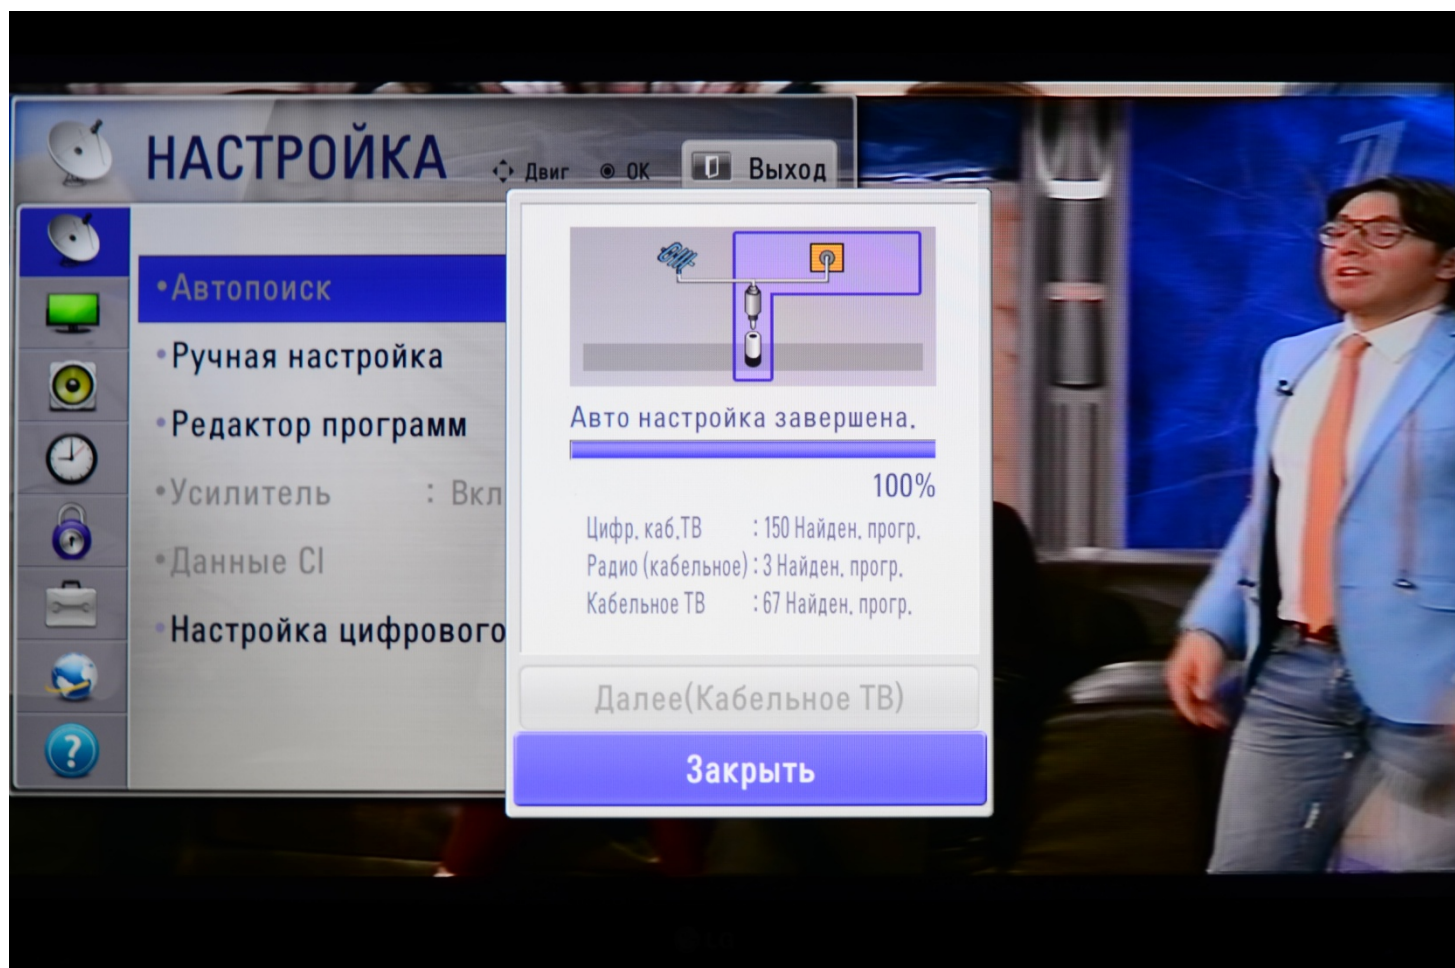 НАСТРОЙКА
Двиг
ОК
Выход
•Автопоиск
•Ручная настройка
•Редактор программ
•Усилитель : Вкл
•Данные CI
•Настройка цифрового
Авто настройка завершена.
100%
Цифр. каб.ТВ : 150 Найден. прогр.
Радио (кабельное) : 3 Найден. прогр.
Кабельное ТВ : 67 Найден. прогр.
Далее(Кабельное ТВ)
Закрыть
?
LG